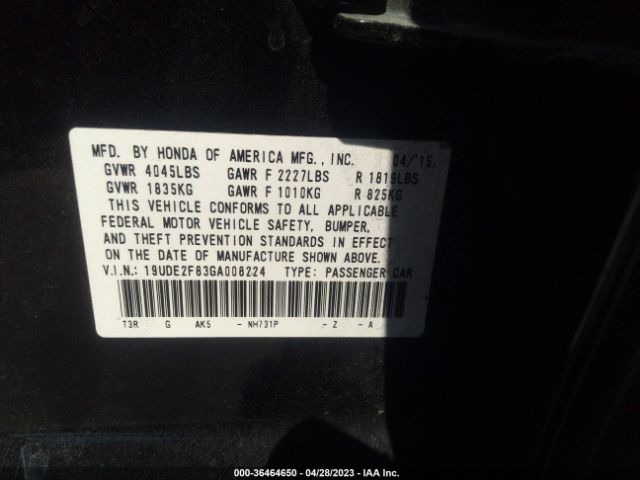 MFD. BY HONDA OF AMERICA MFG., INC. 04/'15
GVWR 4045LBS GAWR F 2227LBS R 1819LBS
GVWR 1835KG GAWR F 1010KG R 825KG
THIS VEHICLE CONFORMS TO ALL APPLICABLE
FEDERAL MOTOR VEHICLE SAFETY, BUMPER,
AND THEFT PREVENTION STANDARDS IN EFFECT
ON THE DATE OF MANUFACTURE SHOWN ABOVE.
V.I.N.: 19UDE2F83GA008224 TYPE: PASSENGER CAR
T3R G AK5 - NH731P - Z - A
000-36464650 - 04/28/2023 - IAA Inc.